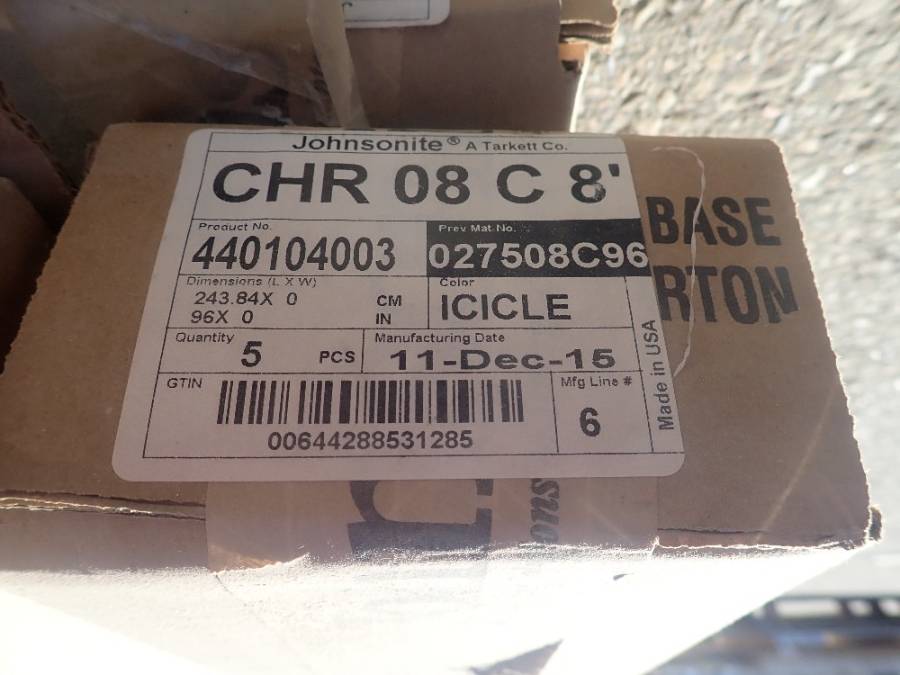 Johnsonite® A Tarkett Co.
CHR 08 C 8'
Product No.
440104003
Prev Mat. No.
027508C96
Dimensions (L X W)
243.84X 0 CM
96X 0 IN
Color
ICICLE
Quantity
5 PCS
Manufacturing Date
11-Dec-15
GTIN
00644288531285
Mfg Line #
6
Made in USA
BASE
RTON